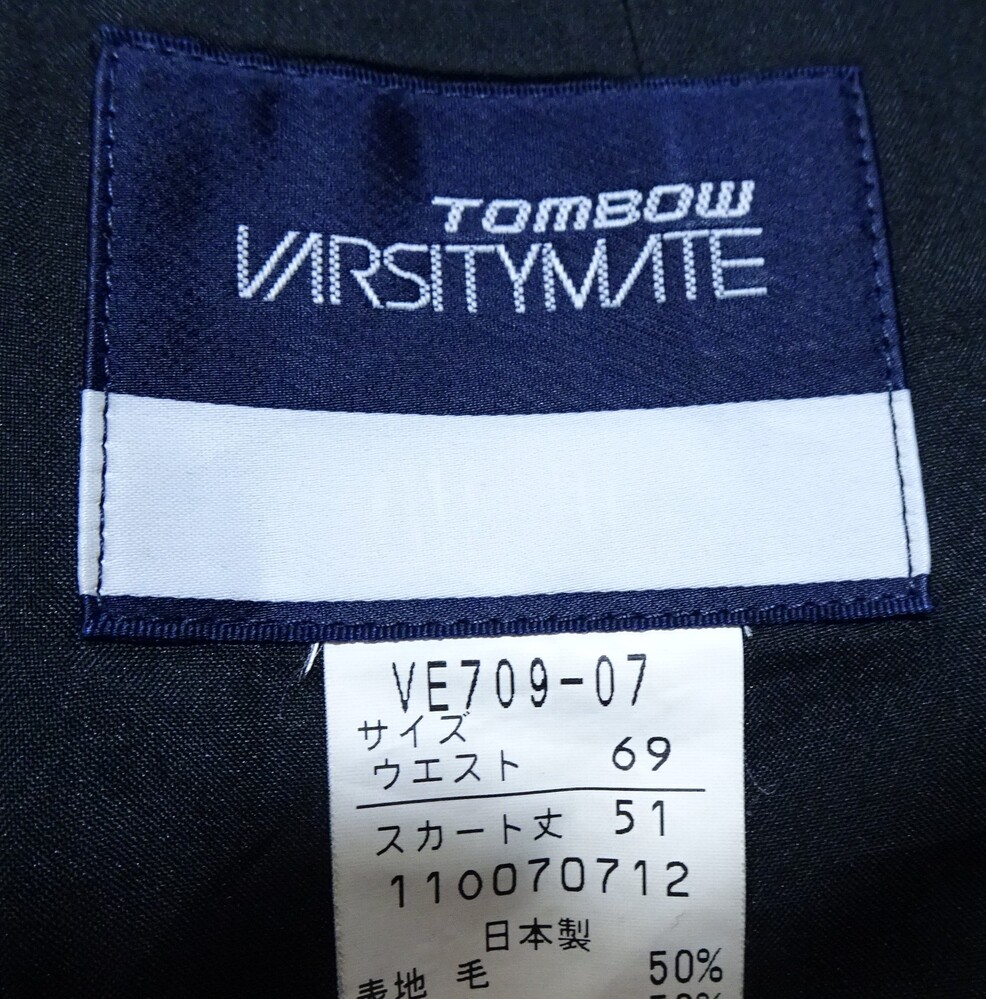 TOMBOW
VARSITYMATE
VE709-07
サイズ
ウエスト 69
スカート丈 51
110070712
日本製
表地 毛 50%